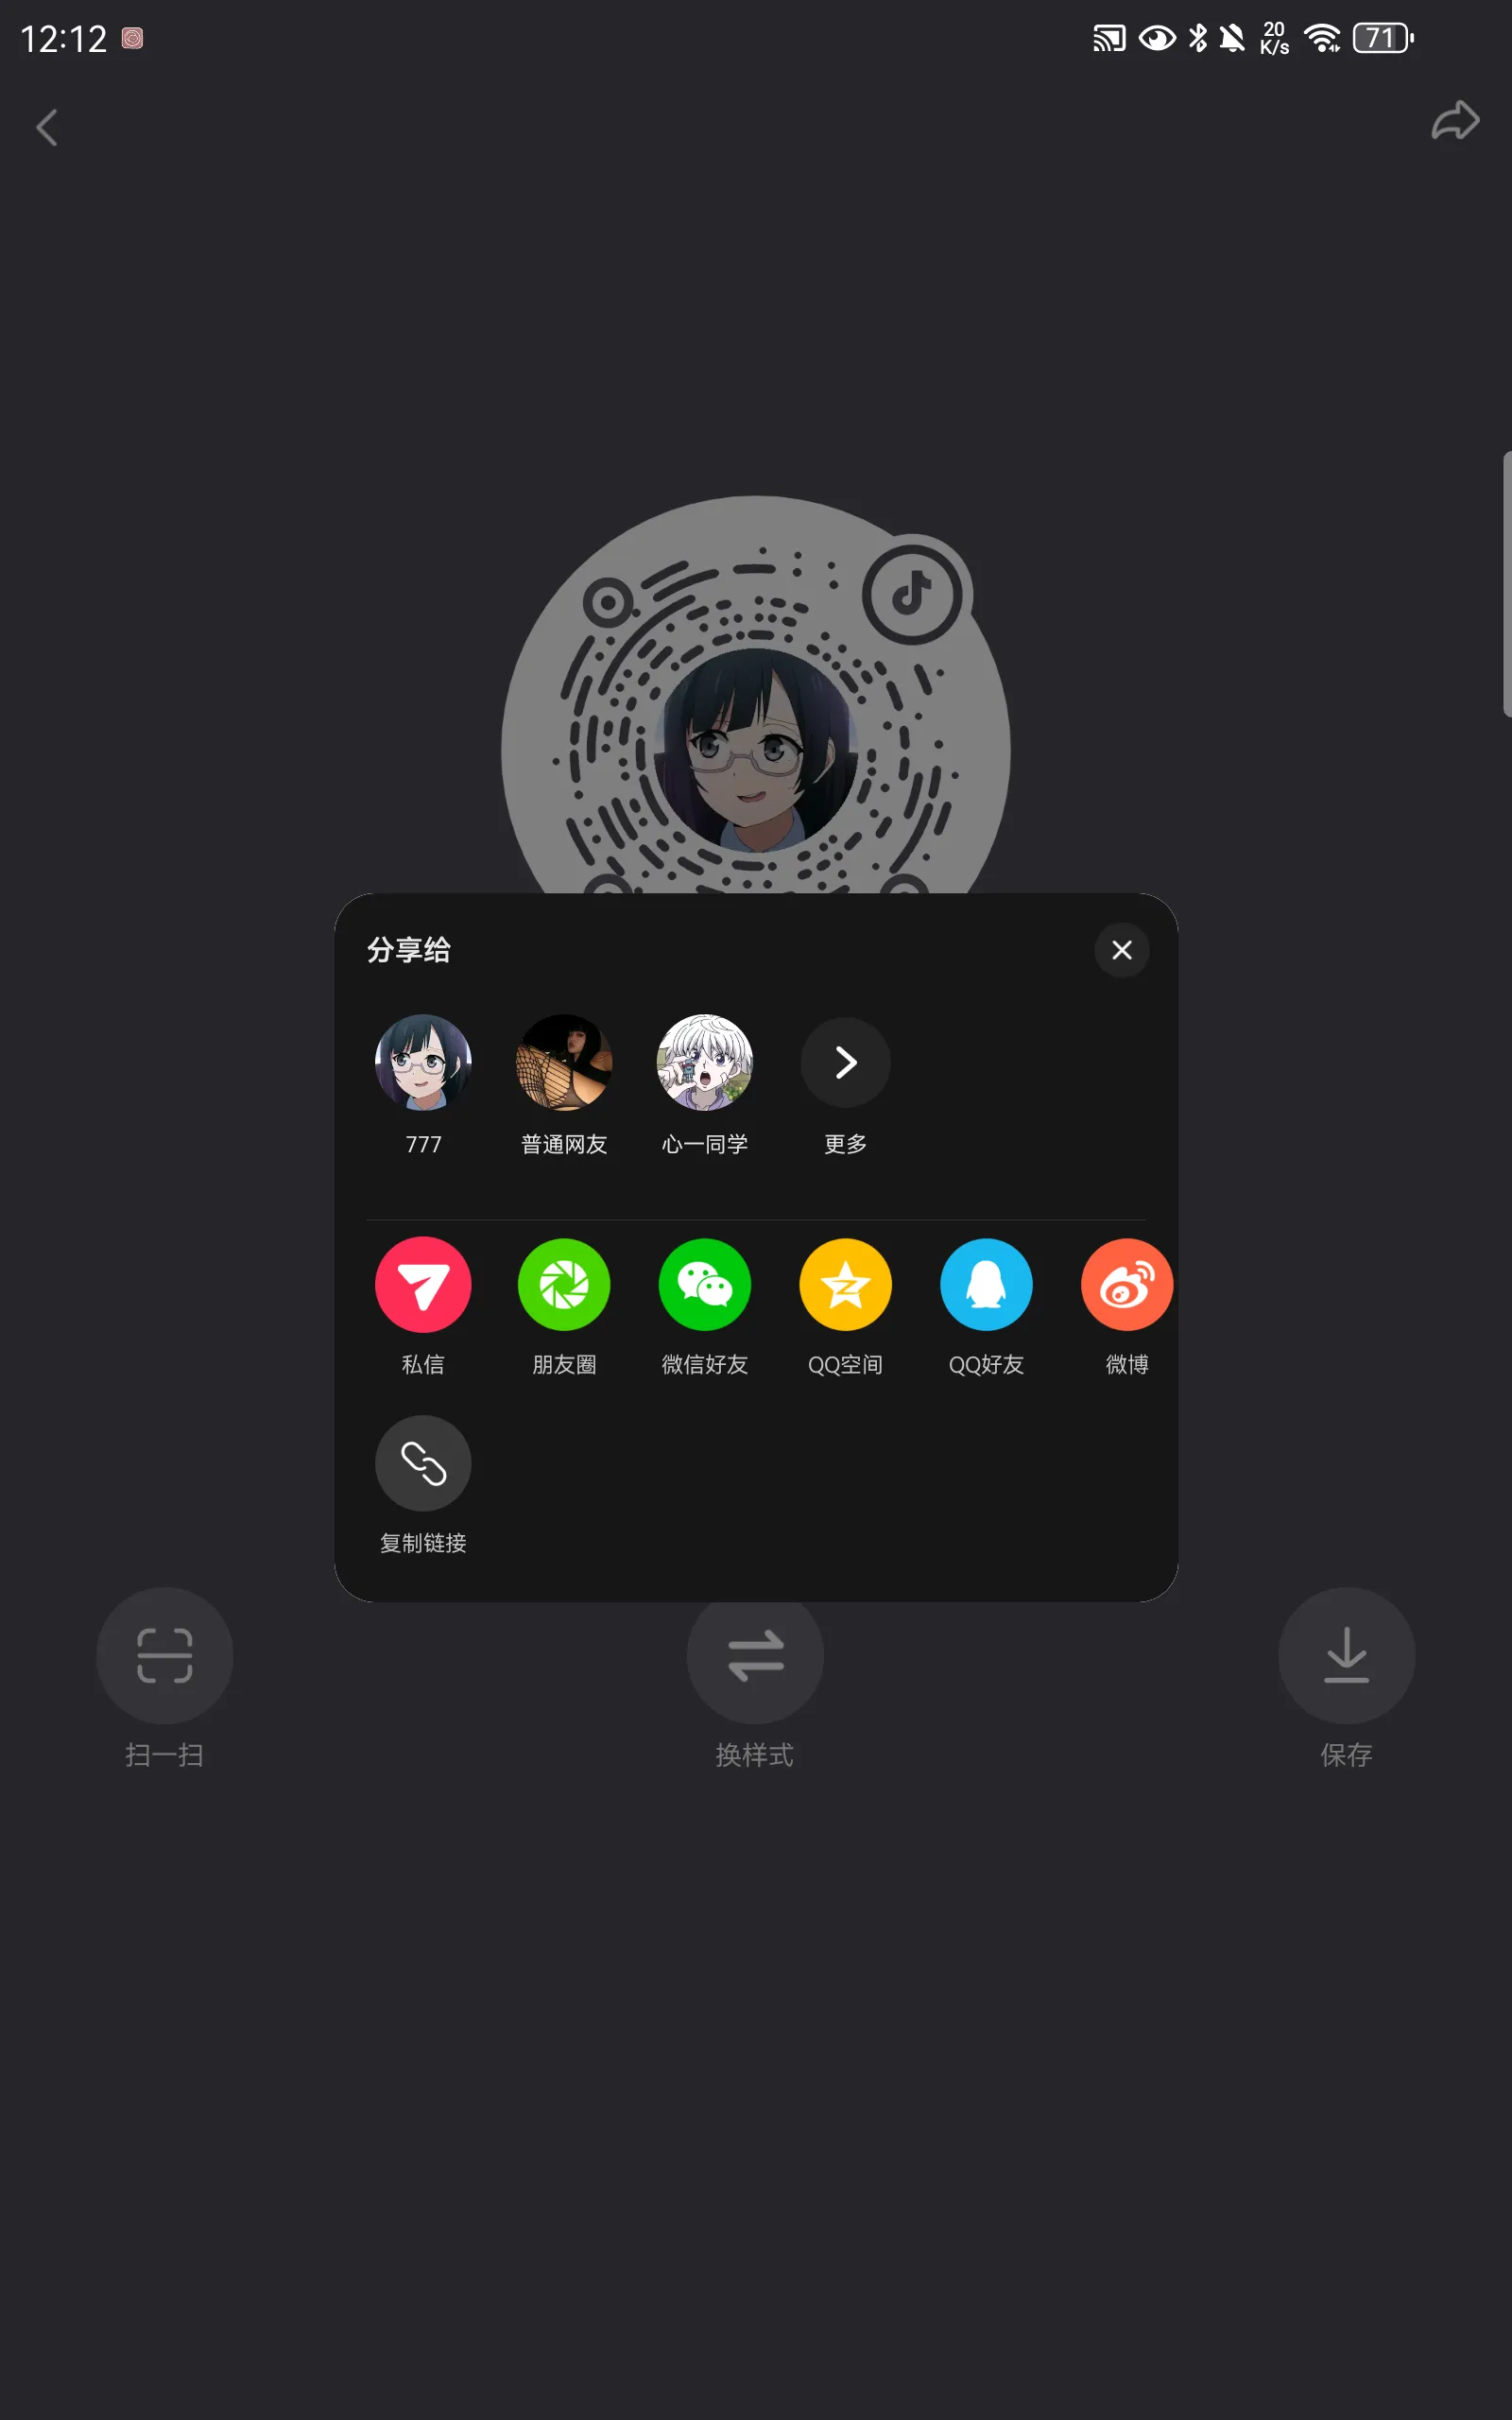 12:12
20
K/s
71
分享给
777
普通网友
心一同学
更多
私信
朋友圈
微信好友
QQ空间
QQ好友
微博
复制链接
扫一扫
换样式
保存